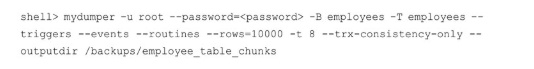 shell> mydumper -u root --password=<password> -B employees -T employees --
triggers --events --routines --rows=10000 -t 8 --trx-consistency-only --
outputdir /backups/employee_table_chunks